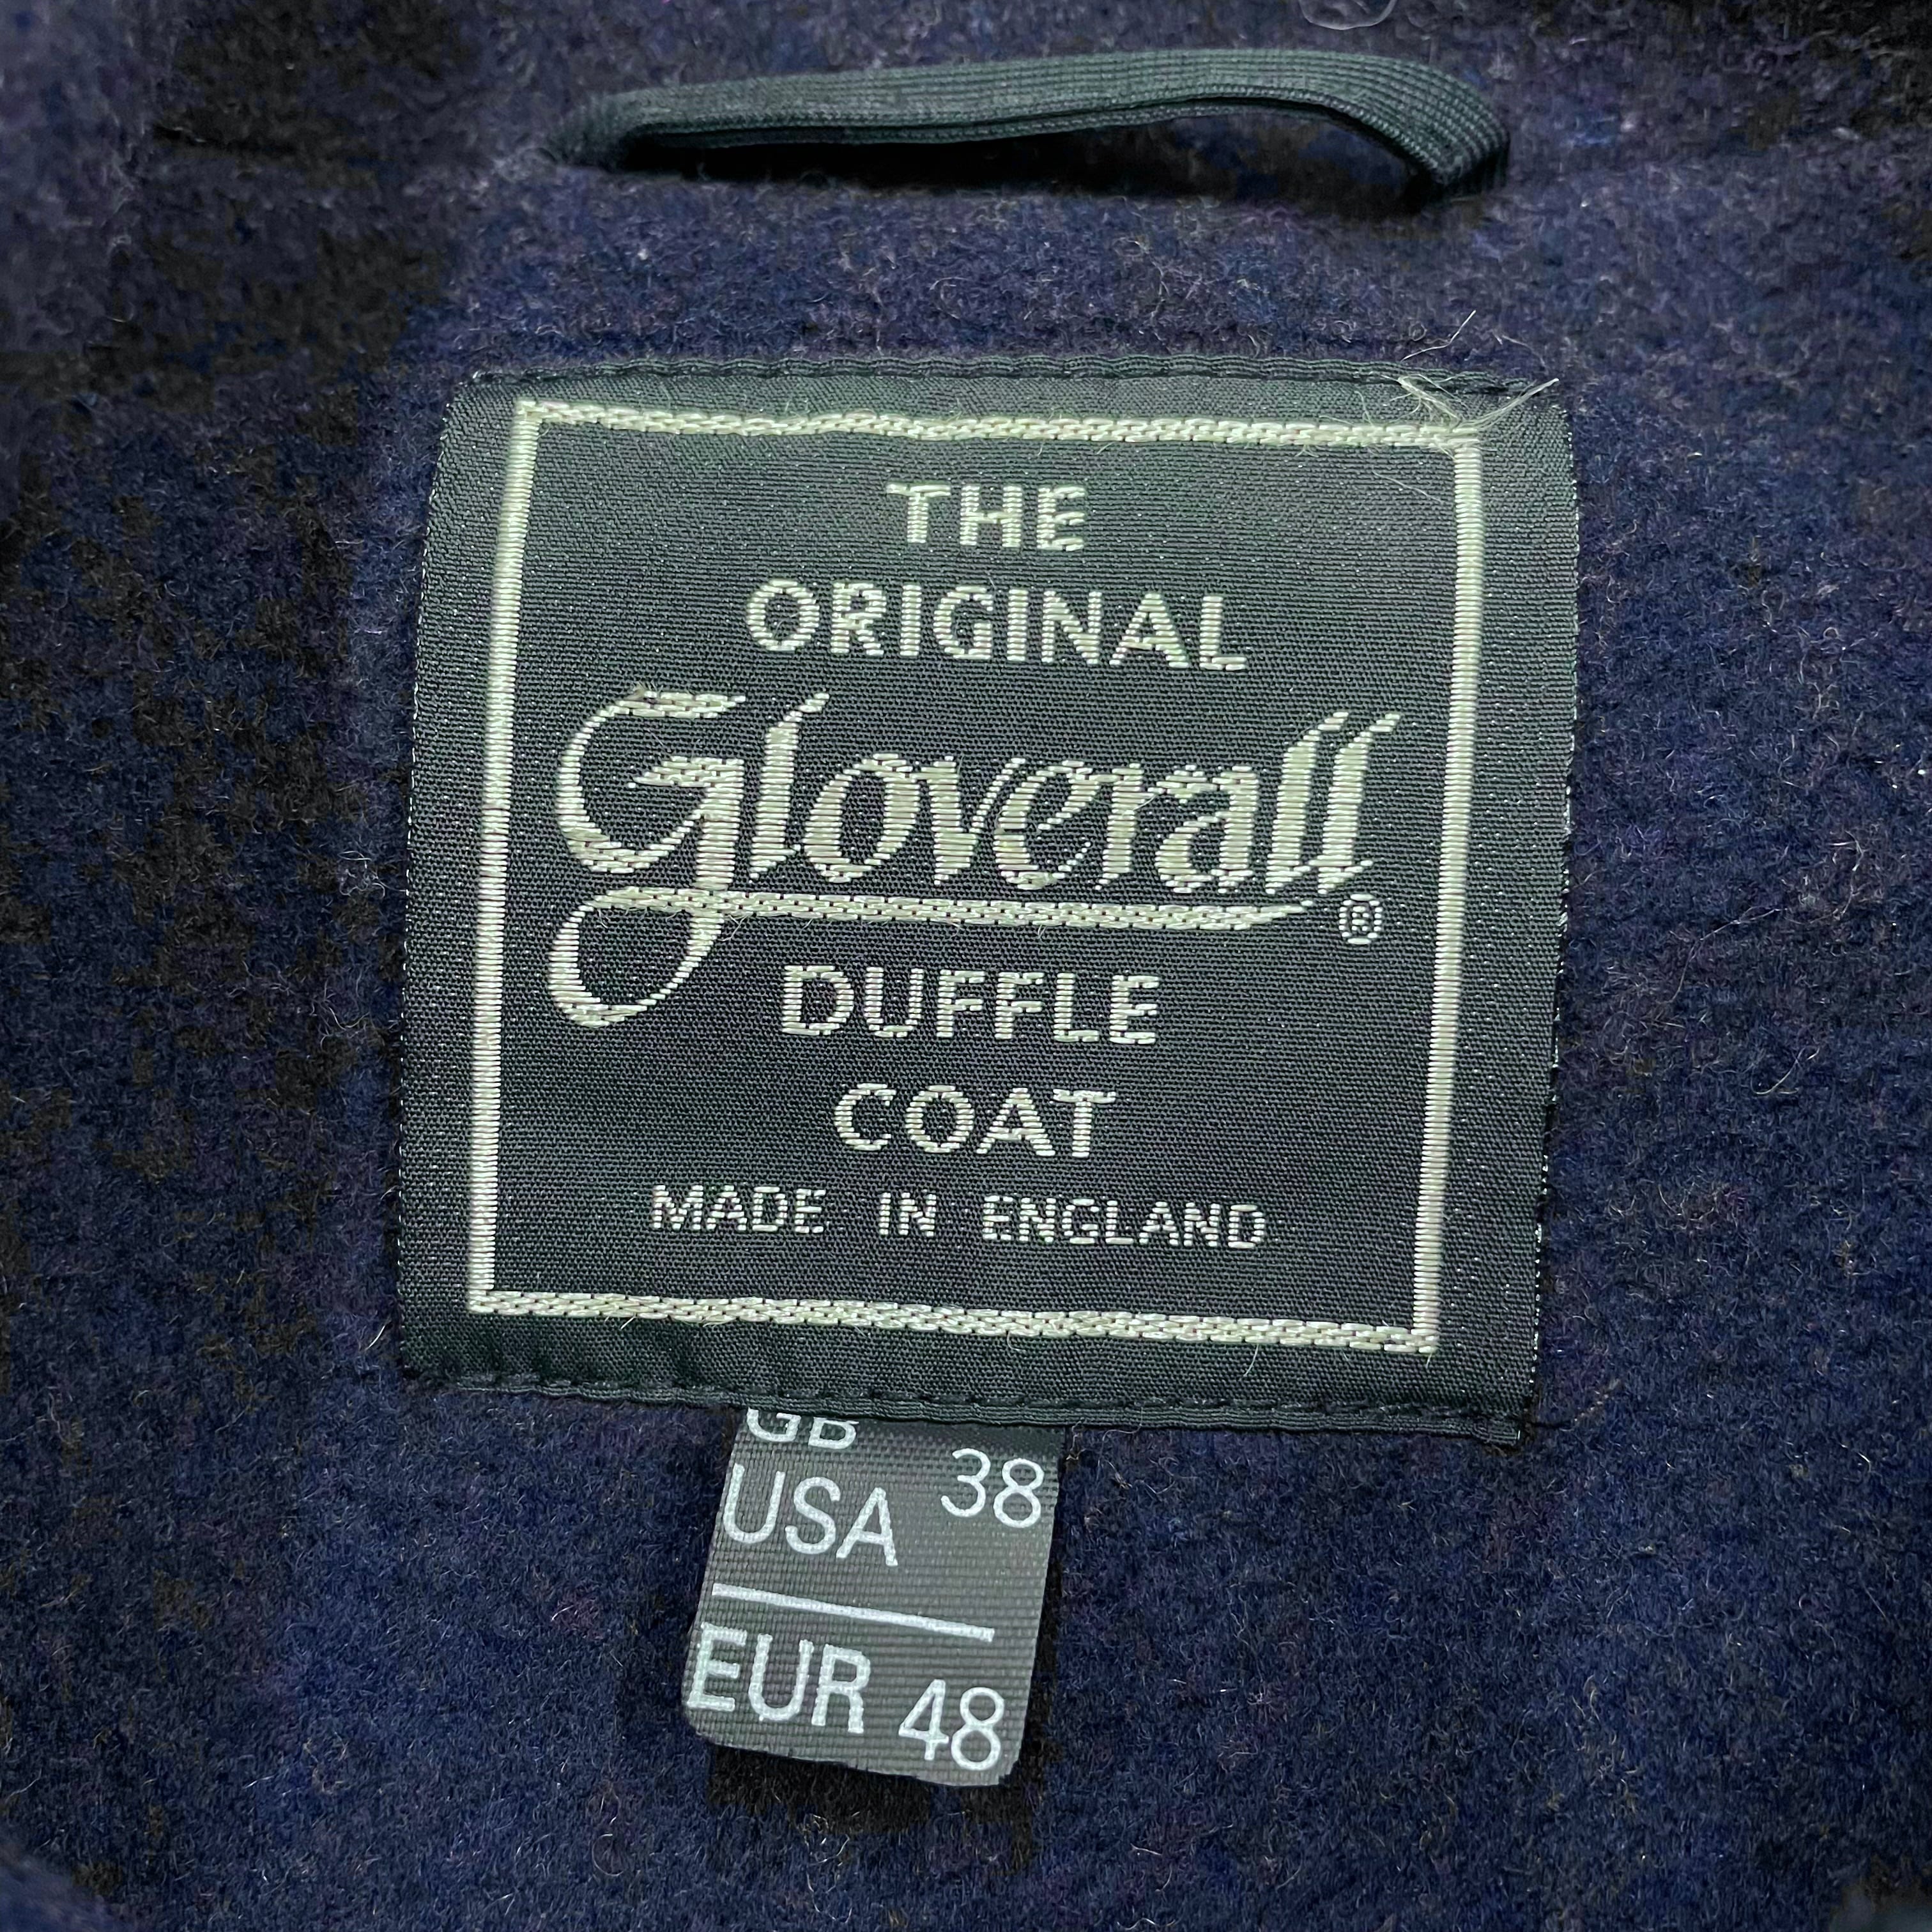 THE
ORIGINAL
Gloverall®
DUFFLE
COAT
MADE IN ENGLAND
GB
USA 38
EUR 48